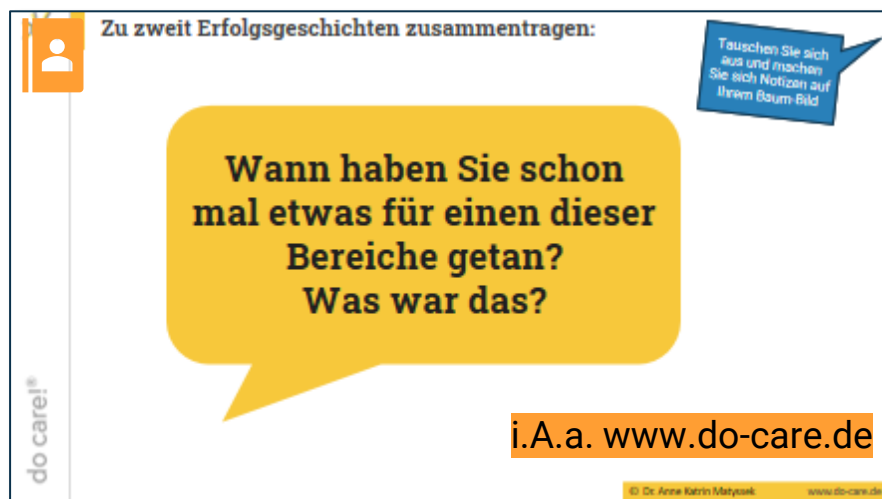 Zu zweit Erfolgsgeschichten zusammentragen:
Tauschen Sie sich
aus und machen
Sie sich Notizen auf
Ihrem Baum-Bild
Wann haben Sie schon
mal etwas für einen dieser
Bereiche getan?
Was war das?
do care!®
i.A.a. www.do-care.de
© Dr. Anne Katrin Matyssek www.do-care.de